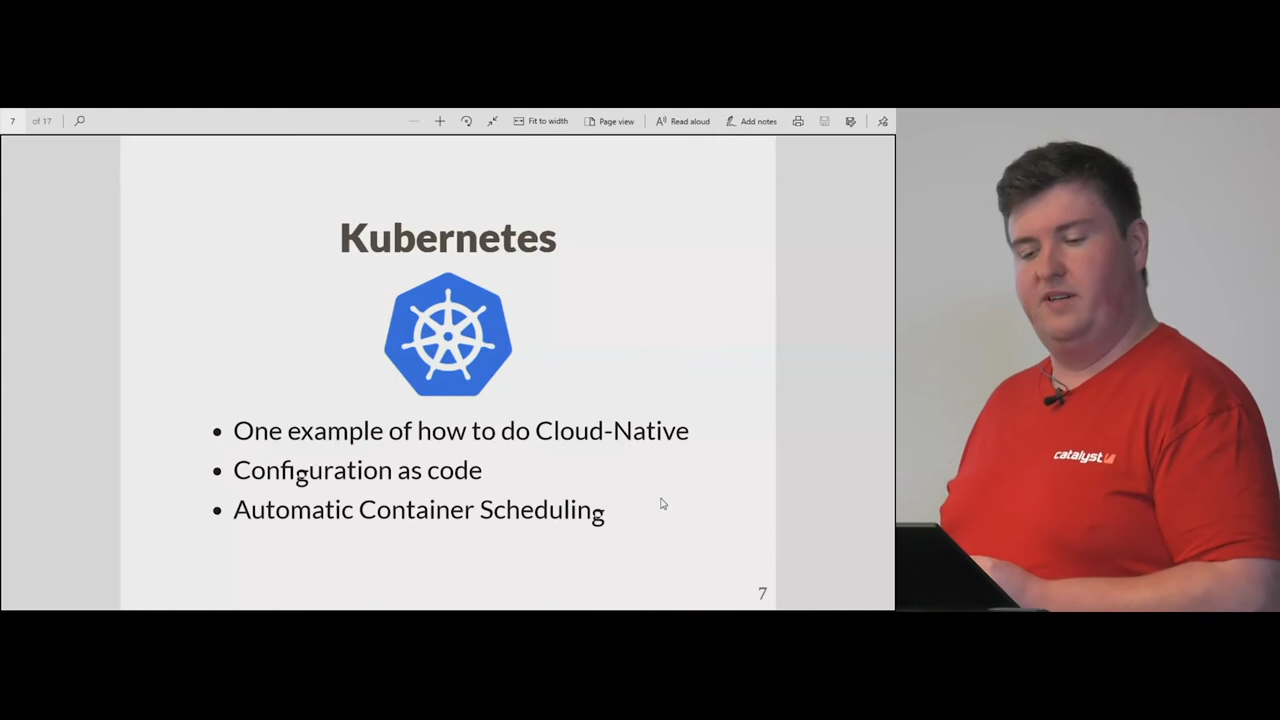 7 of 17 Fit to width Page view Read aloud Add notes
Kubernetes
One example of how to do Cloud-Native
Configuration as code
Automatic Container Scheduling
7
catalyst